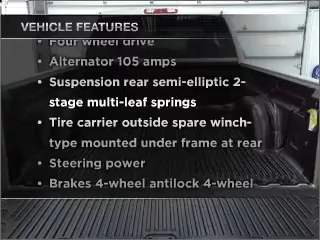 VEHICLE FEATURES
• Four wheel drive
• Alternator 105 amps
• Suspension rear semi-elliptic 2-
stage multi-leaf springs
• Tire carrier outside spare winch-
type mounted under frame at rear
• Steering power
• Brakes 4-wheel antilock 4-wheel